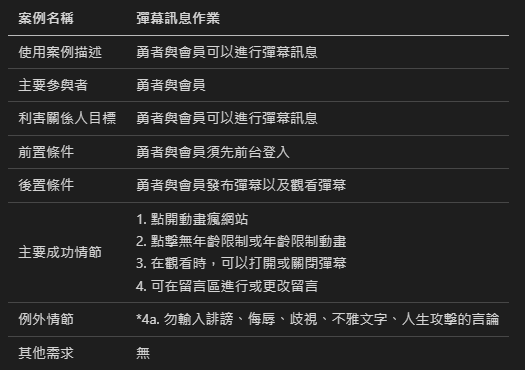 案例名稱 彈幕訊息作業
使用案例描述 勇者與會員可以進行彈幕訊息
主要參與者 勇者與會員
利害關係人目標 勇者與會員可以進行彈幕訊息
前置條件 勇者與會員須先前台登入
後置條件 勇者與會員發布彈幕以及觀看彈幕
主要成功情節
1. 點開動畫瘋網站
2. 點擊無年齡限制或年齡限制動畫
3. 在觀看時，可以打開或關閉彈幕
4. 可在留言區進行或更改留言
例外情節 *4a. 勿輸入誹謗、侮辱、歧視、不雅文字、人生攻擊的言論
其他需求 無